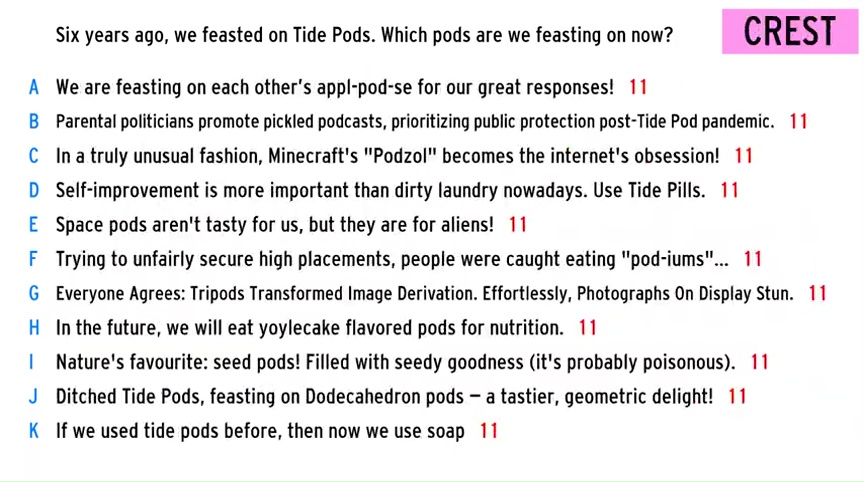 Six years ago, we feasted on Tide Pods. Which pods are we feasting on now?
CREST
A We are feasting on each other's appl-pod-se for our great responses! 11
B Parental politicians promote pickled podcasts, prioritizing public protection post-Tide Pod pandemic. 11
C In a truly unusual fashion, Minecraft's "Podzol" becomes the internet's obsession! 11
D Self-improvement is more important than dirty laundry nowadays. Use Tide Pills. 11
E Space pods aren't tasty for us, but they are for aliens! 11
F Trying to unfairly secure high placements, people were caught eating "pod-iums"... 11
G Everyone Agrees: Tripods Transformed Image Derivation. Effortlessly, Photographs On Display Stun. 11
H In the future, we will eat yoylecake flavored pods for nutrition. 11
I Nature's favourite: seed pods! Filled with seedy goodness (it's probably poisonous). 11
J Ditched Tide Pods, feasting on Dodecahedron pods – a tastier, geometric delight! 11
K If we used tide pods before, then now we use soap 11